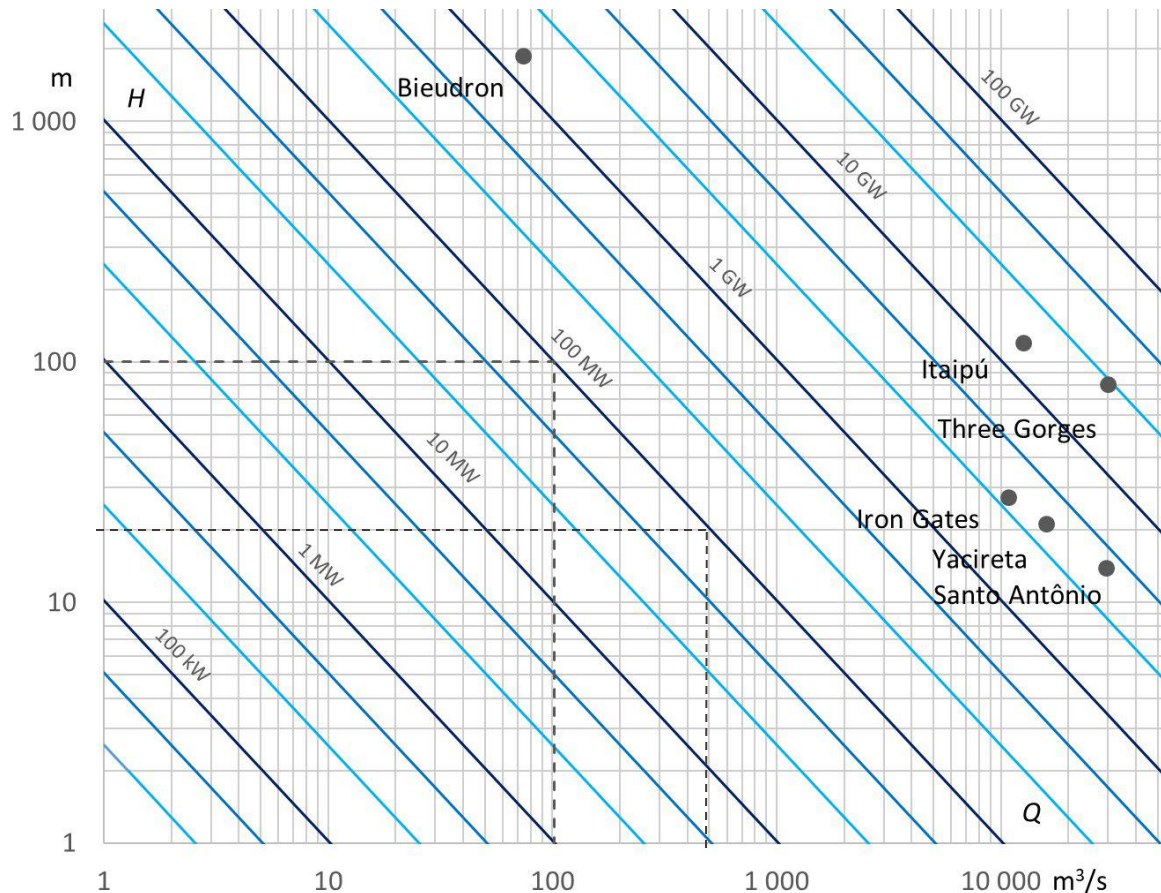 m
H
Bieudron
1 000
100 GW
10 GW
1 GW
100 MW
Itaipú
100
Three Gorges
10 MW
Iron Gates
Yacireta
1 MW
Santo Antônio
10
100 kW
Q
1
1
10
100
1 000
10 000
m³/s